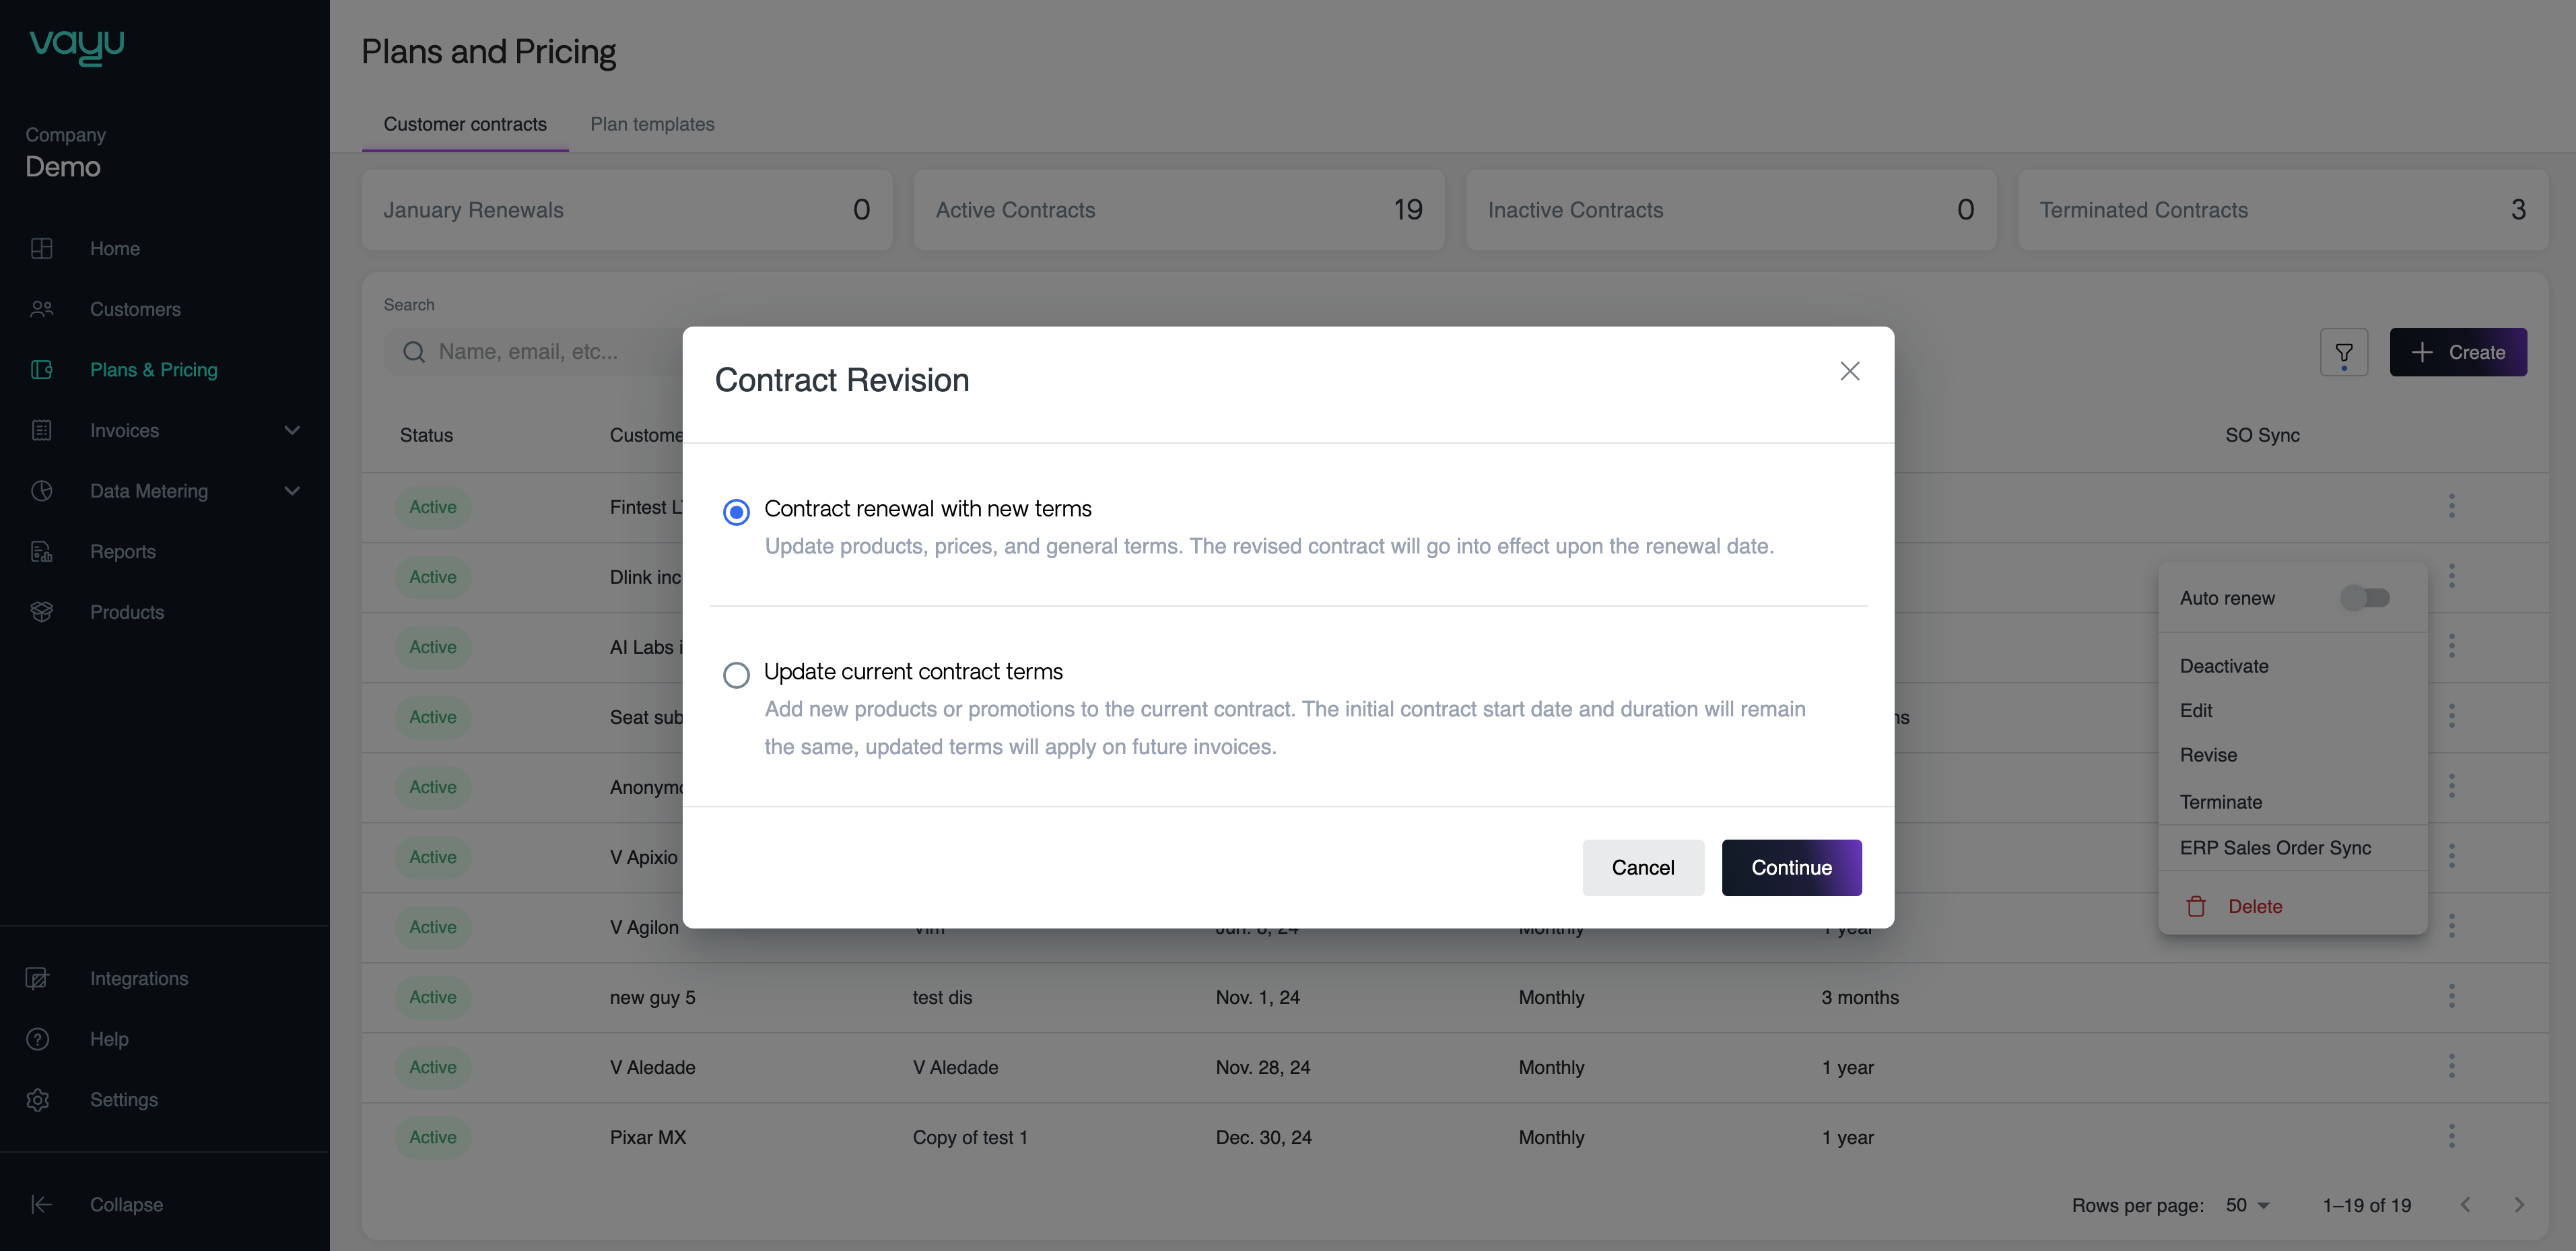 vayu
Company
Demo
Home
Customers
Plans & Pricing
Invoices
Data Metering
Reports
Products
Integrations
Help
Settings
Collapse
Plans and Pricing
Customer contracts Plan templates
January Renewals 0 Active Contracts 19 Inactive Contracts 0 Terminated Contracts 3
Search
Name, email, etc...
Create
Status SO Sync
Contract Revision
Contract renewal with new terms
Update products, prices, and general terms. The revised contract will go into effect upon the renewal date.
Update current contract terms
Add new products or promotions to the current contract. The initial contract start date and duration will remain
the same, updated terms will apply on future invoices.
Cancel Continue
Active Fintest
Active Dlink inc
Active AI Labs
Active Seat
Active
Active V Apixio
Active V Agilon
Active new guy 5 test dis Nov. 1, 24 Monthly 3 months
Active V Aledade V Aledade Nov. 28, 24 Monthly 1 year
Active Pixar MX Copy of test 1 Dec. 30, 24 Monthly 1 year
Auto renew
Deactivate
Edit
Revise
Terminate
ERP Sales Order Sync
Delete
Rows per page: 50 1–19 of 19